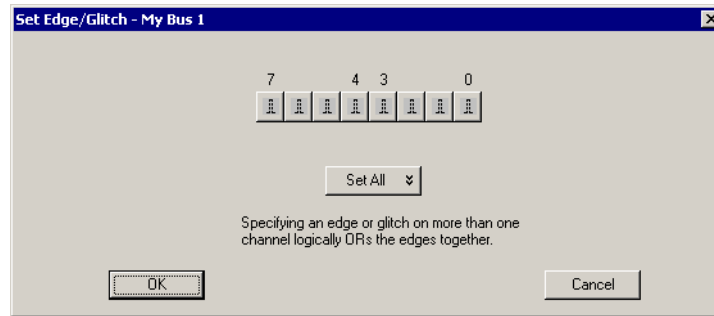 Set Edge/Glitch - My Bus 1
7 4 3 0
Set All
Specifying an edge or glitch on more than one
channel logically ORs the edges together.
OK Cancel